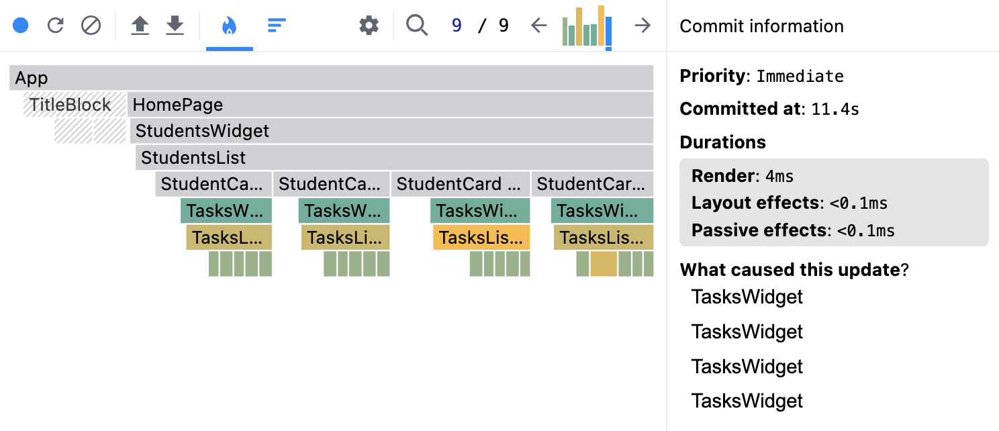 9 / 9
Commit information
App
TitleBlock HomePage
StudentsWidget
StudentsList
StudentCa... StudentCa... StudentCard ... StudentCar...
TasksW... TasksW... TasksWi... TasksWi...
TasksL... TasksLi... TasksLis... TasksLis...
Priority: Immediate
Committed at: 11.4s
Durations
Render: 4ms
Layout effects: <0.1ms
Passive effects: <0.1ms
What caused this update?
TasksWidget
TasksWidget
TasksWidget
TasksWidget